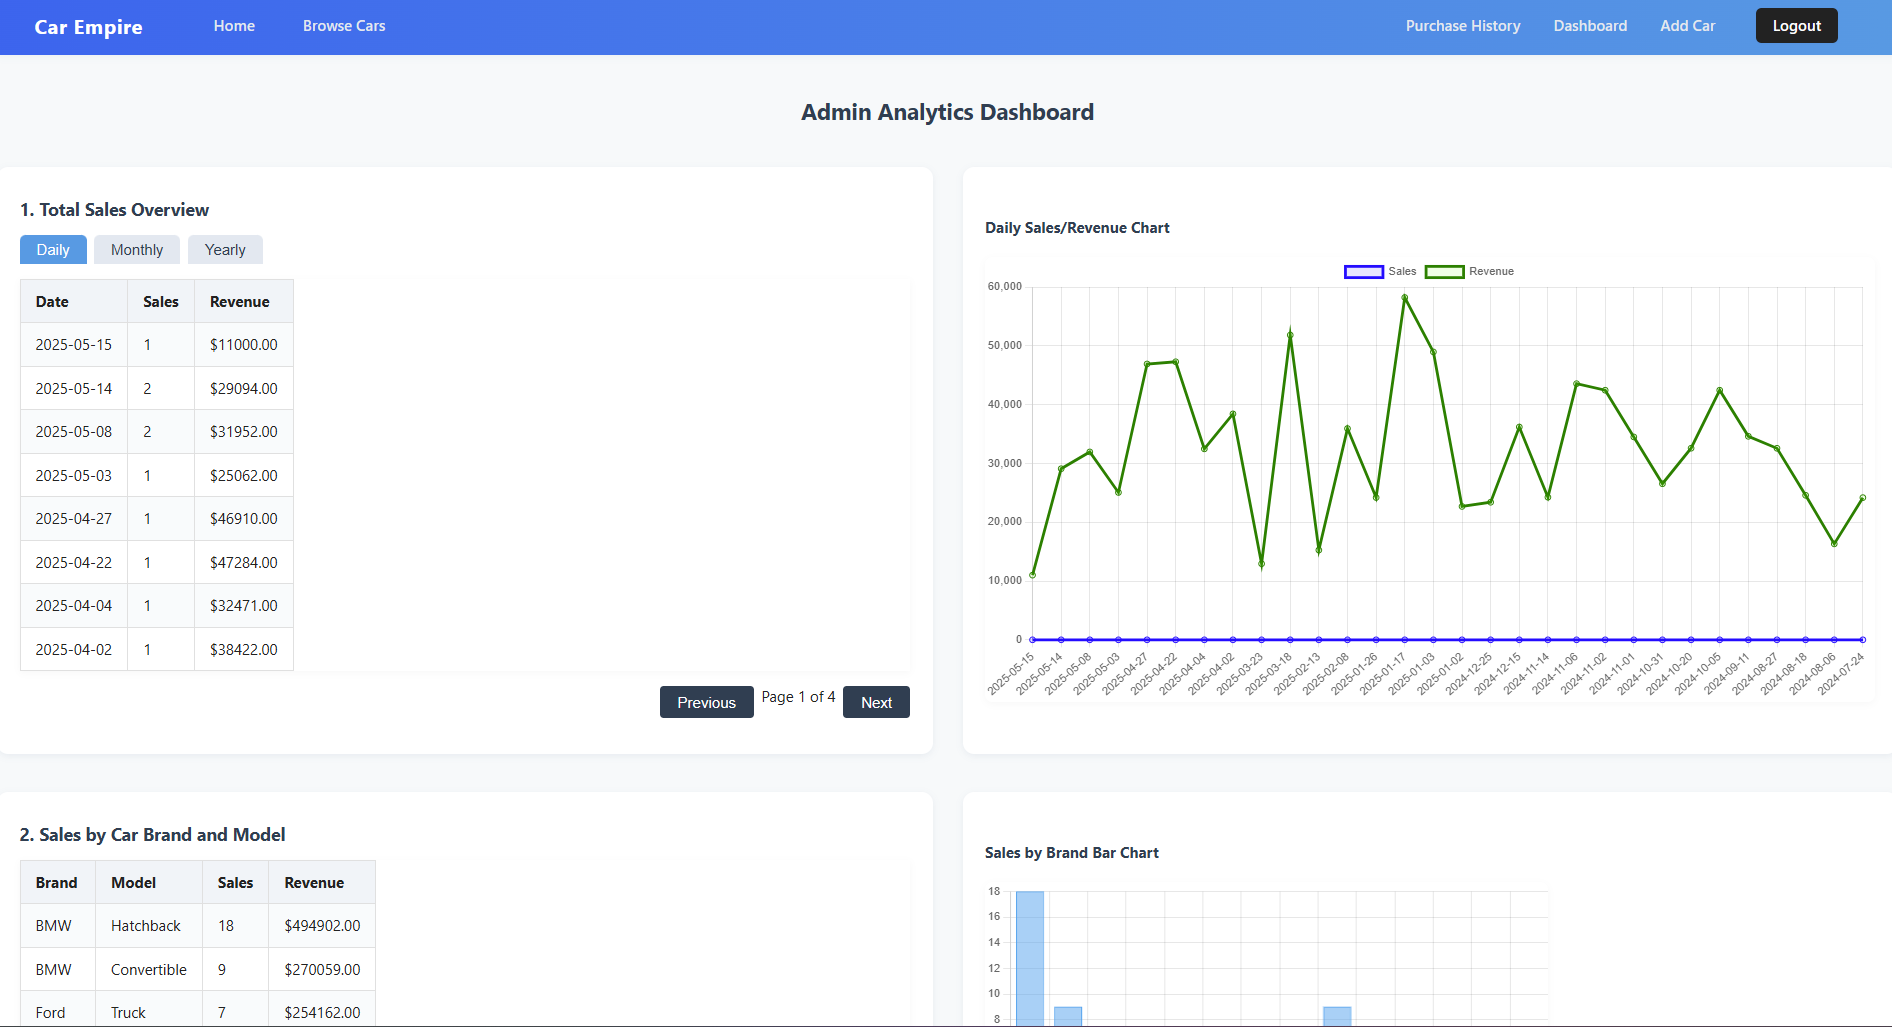 Car Empire Home Browse Cars Purchase History Dashboard Add Car Logout
Admin Analytics Dashboard
1. Total Sales Overview
Daily Monthly Yearly
Date Sales Revenue
2025-05-15 1 $11000.00
2025-05-14 2 $29094.00
2025-05-08 2 $31952.00
2025-05-03 1 $25062.00
2025-04-27 1 $46910.00
2025-04-22 1 $47284.00
2025-04-04 1 $32471.00
2025-04-02 1 $38422.00
Previous Page 1 of 4 Next
Daily Sales/Revenue Chart
Sales Revenue
60,000
50,000
40,000
30,000
20,000
10,000
0
2025-05-15 2025-05-14 2025-05-08 2025-05-03 2025-04-27 2025-04-22 2025-04-04 2025-04-02 2025-03-23 2025-03-18 2025-02-13 2025-02-08 2025-01-26 2025-01-17 2025-01-03 2025-01-02 2024-12-25 2024-12-15 2024-11-14 2024-11-06 2024-11-02 2024-11-01 2024-10-31 2024-10-20 2024-10-05 2024-09-11 2024-08-27 2024-08-18 2024-08-06 2024-07-24
2. Sales by Car Brand and Model
Brand Model Sales Revenue
BMW Hatchback 18 $494902.00
BMW Convertible 9 $270059.00
Ford Truck 7 $254162.00
Sales by Brand Bar Chart
18
16
14
12
10
8